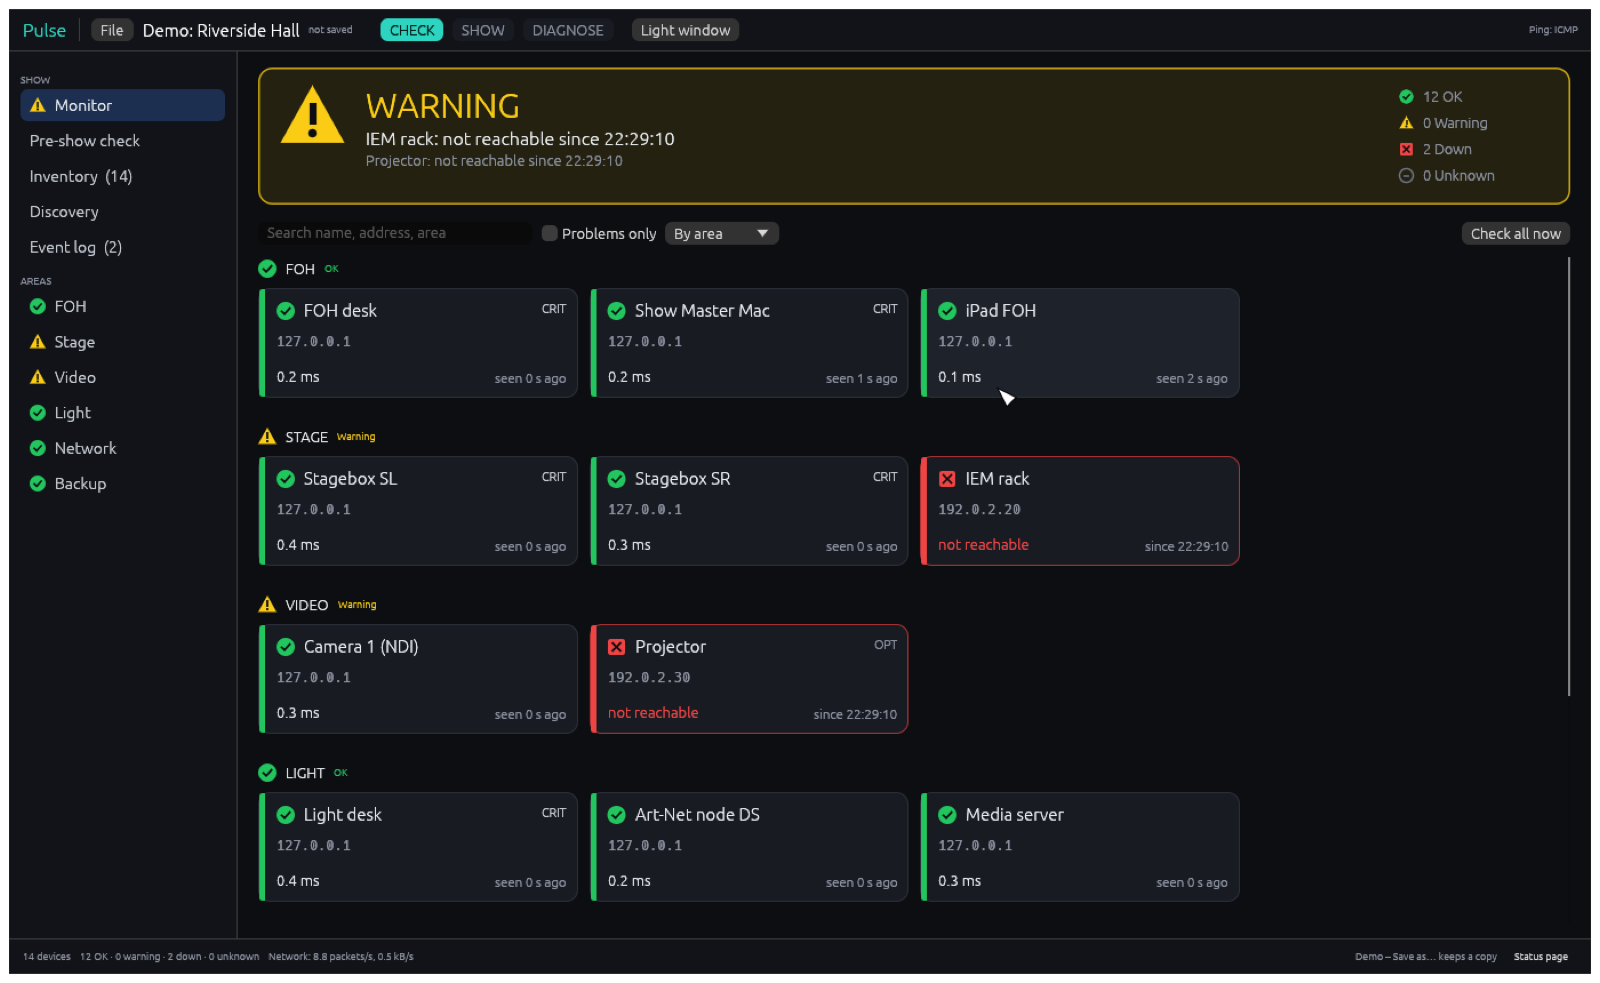 Pulse File Demo: Riverside Hall not saved CHECK SHOW DIAGNOSE Light window Ping: ICMP
SHOW
Monitor
Pre-show check
Inventory (14)
Discovery
Event log (2)
AREAS
FOH
Stage
Video
Light
Network
Backup
WARNING
IEM rack: not reachable since 22:29:10
Projector: not reachable since 22:29:10
12 OK
0 Warning
2 Down
0 Unknown
Search name, address, area Problems only By area Check all now
FOH OK
FOH desk CRIT
127.0.0.1
0.2 ms seen 0 s ago
Show Master Mac CRIT
127.0.0.1
0.2 ms seen 1 s ago
iPad FOH
127.0.0.1
0.1 ms seen 2 s ago
STAGE Warning
Stagebox SL CRIT
127.0.0.1
0.4 ms seen 0 s ago
Stagebox SR CRIT
127.0.0.1
0.3 ms seen 0 s ago
IEM rack
192.0.2.20
not reachable since 22:29:10
VIDEO Warning
Camera 1 (NDI)
127.0.0.1
0.3 ms seen 0 s ago
Projector OPT
192.0.2.30
not reachable since 22:29:10
LIGHT OK
Light desk CRIT
127.0.0.1
0.4 ms seen 0 s ago
Art-Net node DS
127.0.0.1
0.2 ms seen 0 s ago
Media server
127.0.0.1
0.3 ms seen 0 s ago
14 devices 12 OK · 0 warning · 2 down · 0 unknown Network: 8.8 packets/s, 0.5 kB/s Demo – Save as… keeps a copy Status page